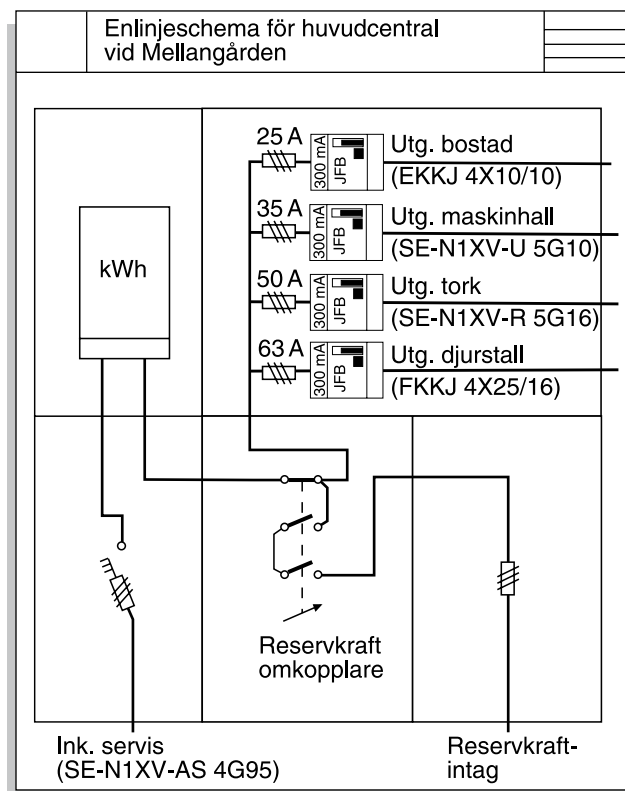 Enlinjeschema för huvudcentral
vid Mellangården
kWh
25 A
300 mA
JFB
Utg. bostad
(EKKJ 4X10/10)
35 A
300 mA
JFB
Utg. maskinhall
(SE-N1XV-U 5G10)
50 A
300 mA
JFB
Utg. tork
(SE-N1XV-R 5G16)
63 A
300 mA
JFB
Utg. djurstall
(FKKJ 4X25/16)
Reservkraft
omkopplare
Ink. servis
(SE-N1XV-AS 4G95)
Reservkraft-
intag